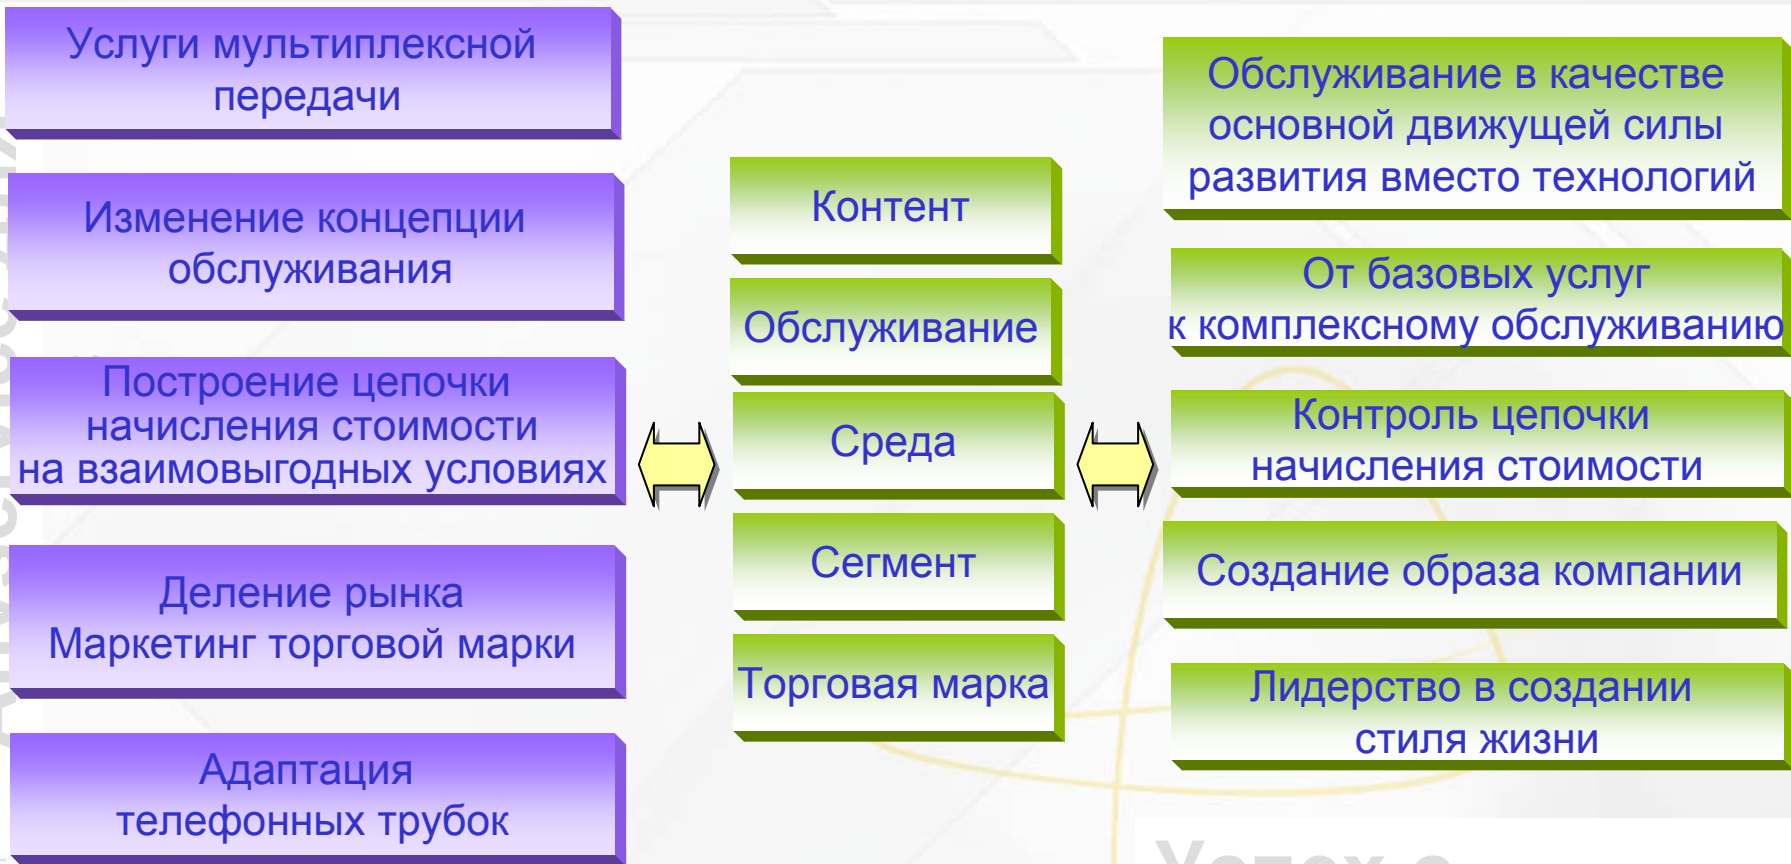 Услуги мультиплексной
передачи
Изменение концепции
обслуживания
Построение цепочки
начисления стоимости
на взаимовыгодных условиях
Деление рынка
Маркетинг торговой марки
Адаптация
телефонных трубок
Контент
Обслуживание
Среда
Сегмент
Торговая марка
Обслуживание в качестве
основной движущей силы
развития вместо технологий
От базовых услуг
к комплексному обслуживанию
Контроль цепочки
начисления стоимости
Создание образа компании
Лидерство в создании
стиля жизни